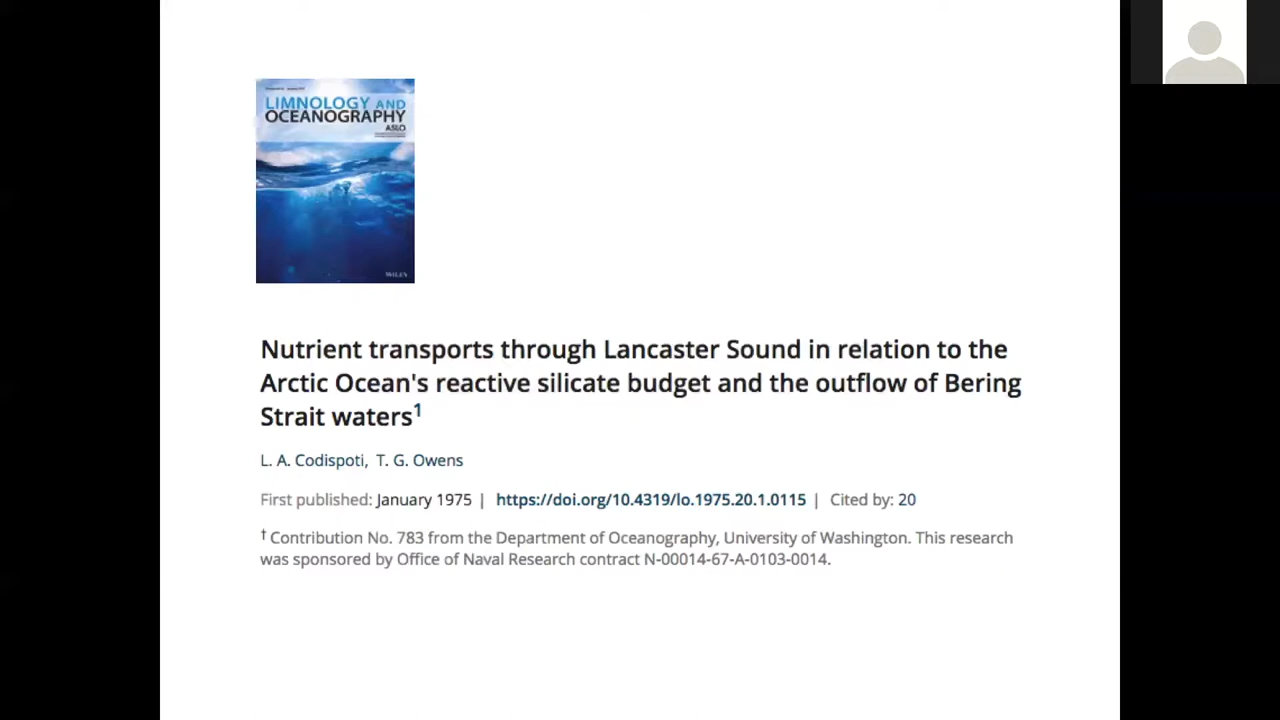 LIMNOLOGY AND
OCEANOGRAPHY
ASLO
WILEY
Nutrient transports through Lancaster Sound in relation to the
Arctic Ocean's reactive silicate budget and the outflow of Bering
Strait waters1
L. A. Codispoti, T. G. Owens
First published: January 1975 | https://doi.org/10.4319/lo.1975.20.1.0115 | Cited by: 20
† Contribution No. 783 from the Department of Oceanography, University of Washington. This research
was sponsored by Office of Naval Research contract N-00014-67-A-0103-0014.